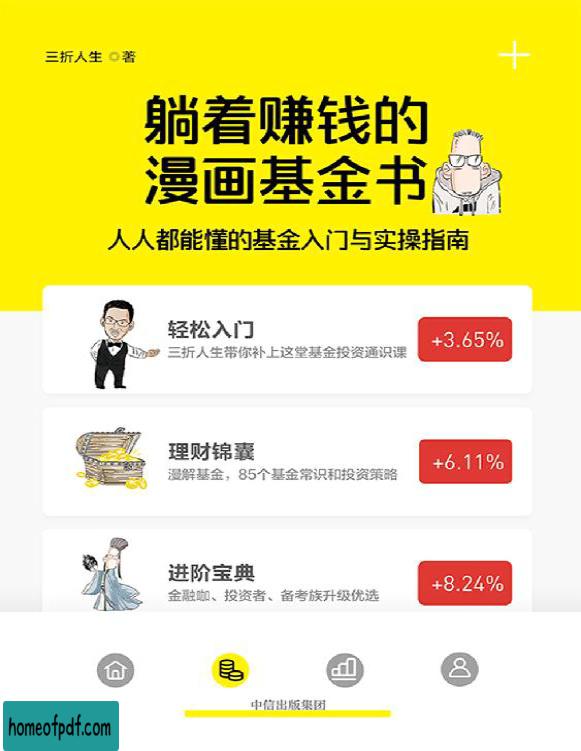 三折人生 ◎著
躺着赚钱的
漫画基金书
人人都能懂的基金入门与实操指南
轻松入门
三折人生带你补上这堂基金投资通识课
+3.65%
理财锦囊
漫解基金，85个基金常识和投资策略
+6.11%
进阶宝典
金融咖、投资者、备考族升级优选
+8.24%
中信出版集团
homeofpdf.com